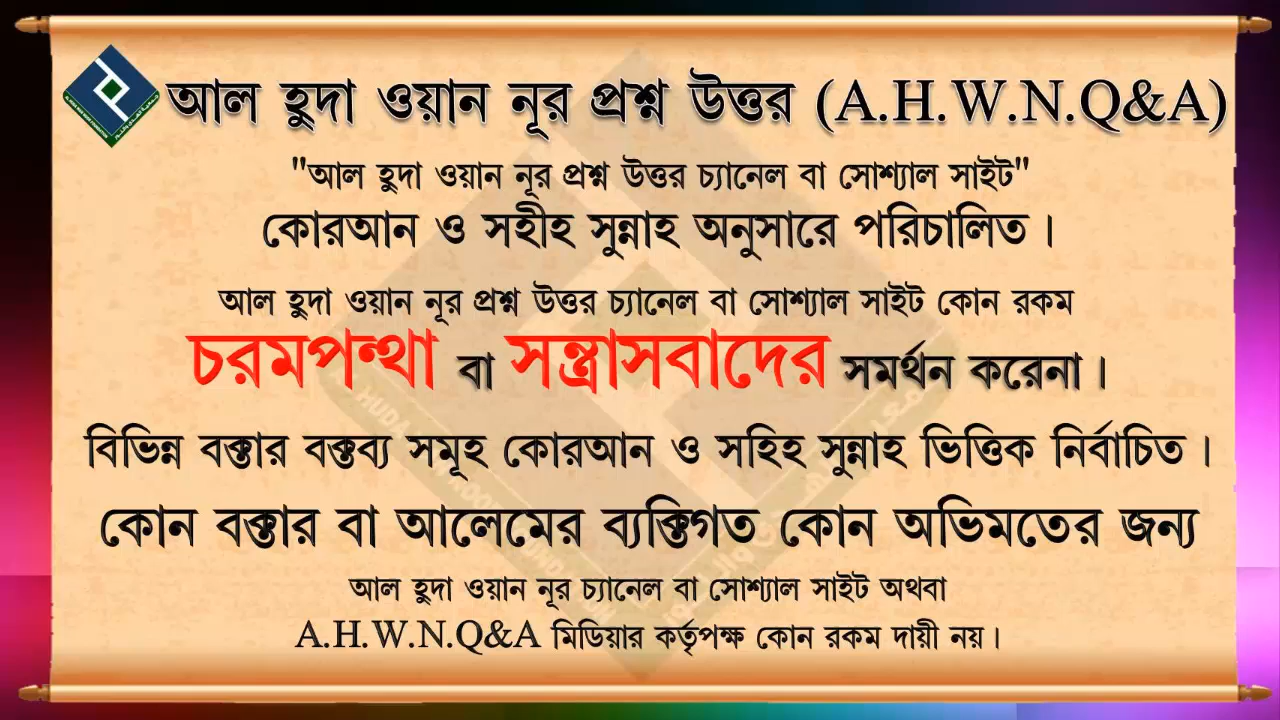 আল হুদা ওয়ান নূর প্রশ্ন উত্তর (A.H.W.N.Q&A)
"আল হুদা ওয়ান নূর প্রশ্ন উত্তর চ্যানেল বা সোশ্যাল সাইট"
কোরআন ও সহীহ সুন্নাহ অনুসারে পরিচালিত ।
আল হুদা ওয়ান নূর প্রশ্ন উত্তর চ্যানেল বা সোশ্যাল সাইট কোন রকম
চরমপন্থা বা সন্ত্রাসবাদের সমর্থন করেনা ।
বিভিন্ন বক্তার বক্তব্য সমূহ কোরআন ও সহিহ সুন্নাহ ভিত্তিক নির্বাচিত ।
কোন বক্তার বা আলেমের ব্যক্তিগত কোন অভিমতের জন্য
আল হুদা ওয়ান নূর চ্যানেল বা সোশ্যাল সাইট অথবা
A.H.W.N.Q&A মিডিয়ার কর্তৃপক্ষ কোন রকম দায়ী নয় ।